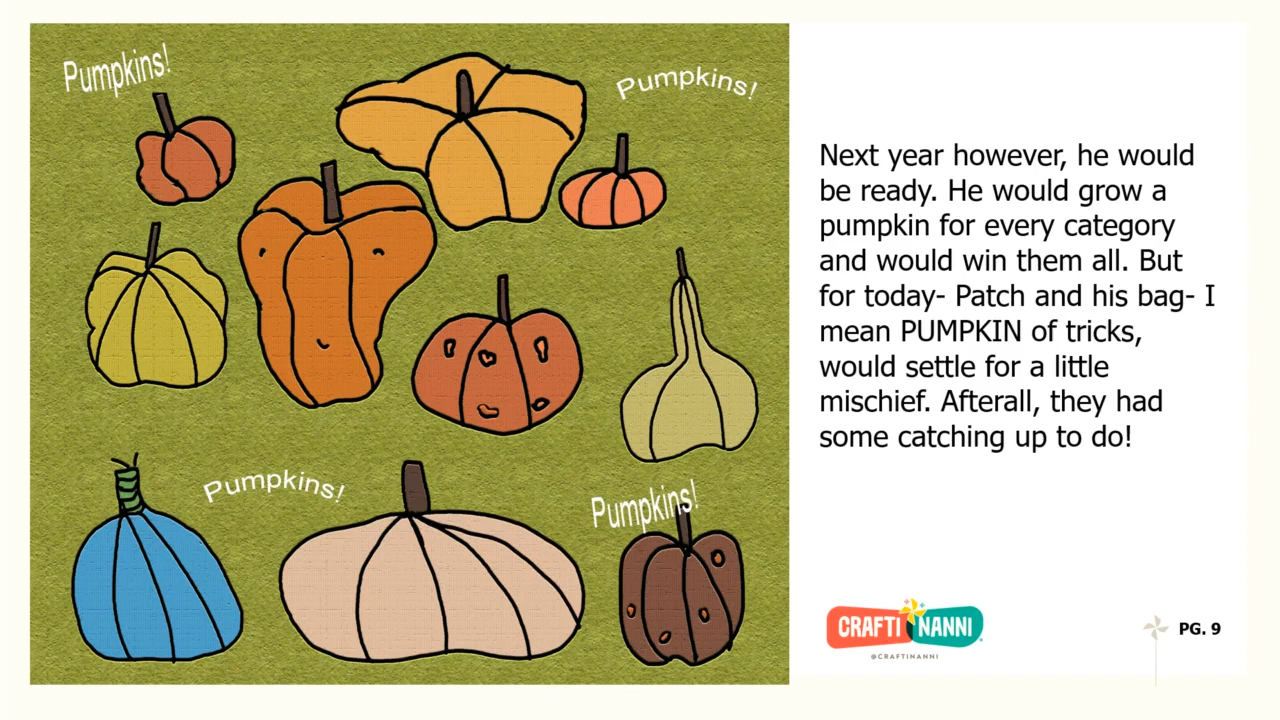 Pumpkins!
Pumpkins!
Pumpkins!
Pumpkins!
Next year however, he would
be ready. He would grow a
pumpkin for every category
and would win them all. But
for today- Patch and his bag- I
mean PUMPKIN of tricks,
would settle for a little
mischief. Afterall, they had
some catching up to do!
CRAFTI NANNI
@CRAFTINANNI
PG. 9